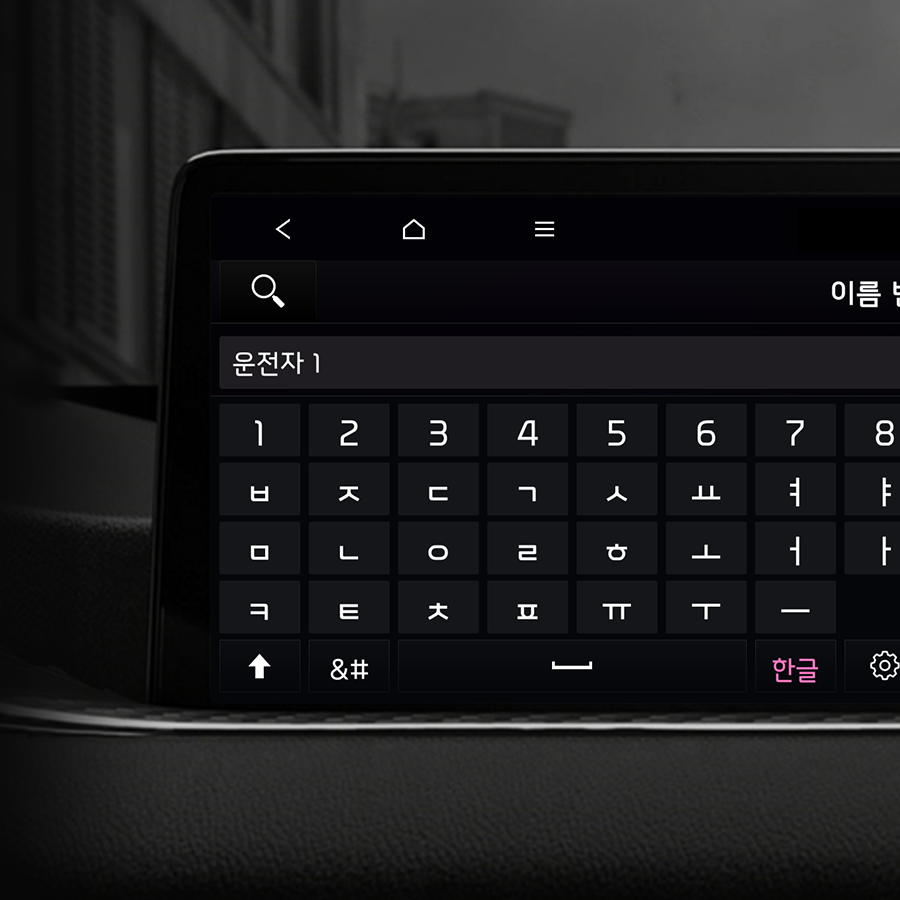 이름
운전자 1
1 2 3 4 5 6 7 8
ㅂ ㅈ ㄷ ㄱ ㅅ ㅛ ㅕ ㅑ
ㅁ ㄴ ㅇ ㄹ ㅎ ㅗ ㅓ ㅏ
ㅋ ㅌ ㅊ ㅍ ㅠ ㅜ ㅡ
&# 한글